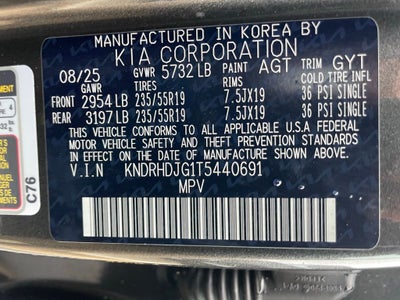 MANUFACTURED IN KOREA BY
KIA CORPORATION
08/25 GVWR 5732 LB PAINT AGT TRIM GYT
GAWR TIRES RIMS COLD TIRE INFL
FRONT 2954 LB 235/55R19 7.5JX19 36 PSI SINGLE
REAR 3197 LB 235/55R19 7.5JX19 36 PSI SINGLE
THIS VEHICLE CONFORMS TO ALL APPLICABLE U.S.A FEDERAL
MOTOR VEHICLE SAFETY STANDARDS IN EFFECT ON THE DATE
OF MANUFACTURE SHOWN ABOVE.
V.I.N KNDRHDJG1T5440691
MPV
C76